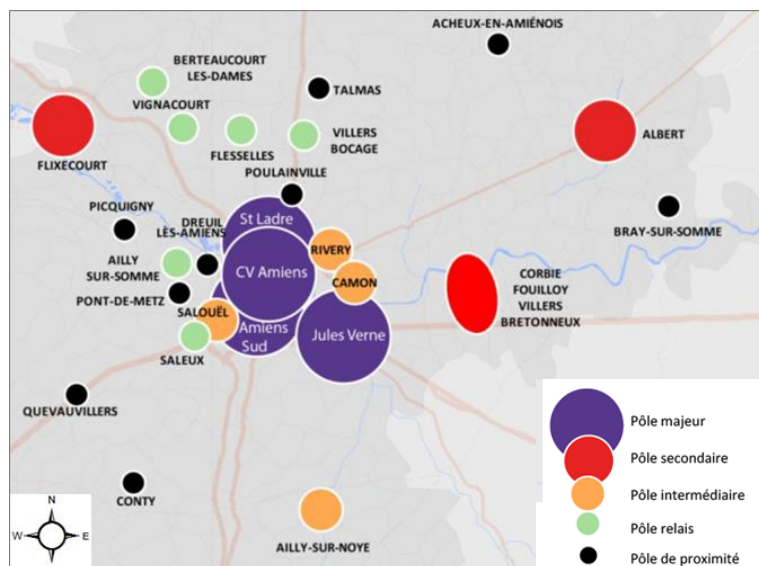 ACHEUX-EN-AMIÉNOIS
BERTEAUCOURT
LES-DAMES
TALMAS
VIGNACOURT
VILLERS
BOCAGE
ALBERT
FLESSELLES
FLIXECOURT
POULAINVILLE
PICQUIGNY
St Ladre
DREUIL
LÈS-AMIENS
BRAY-SUR-SOMME
RIVERY
AILLY
SUR-SOMME
CV Amiens
CAMON
CORBIE
FOUILLOY
VILLERS
BRETONNEUX
PONT-DE-METZ
SALOUËL
Amiens
Sud
Jules Verne
SALEUX
QUEVAUVILLERS
CONTY
AILLY-SUR-NOYE
Pôle majeur
Pôle secondaire
Pôle intermédiaire
Pôle relais
Pôle de proximité
N
W
E
S